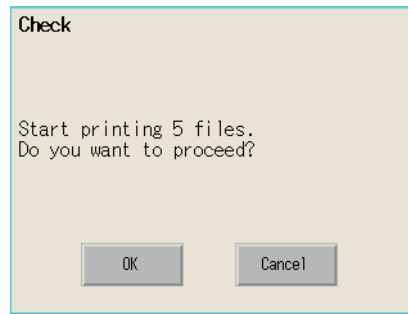 Check
Start printing 5 files.
Do you want to proceed?
OK
Cancel